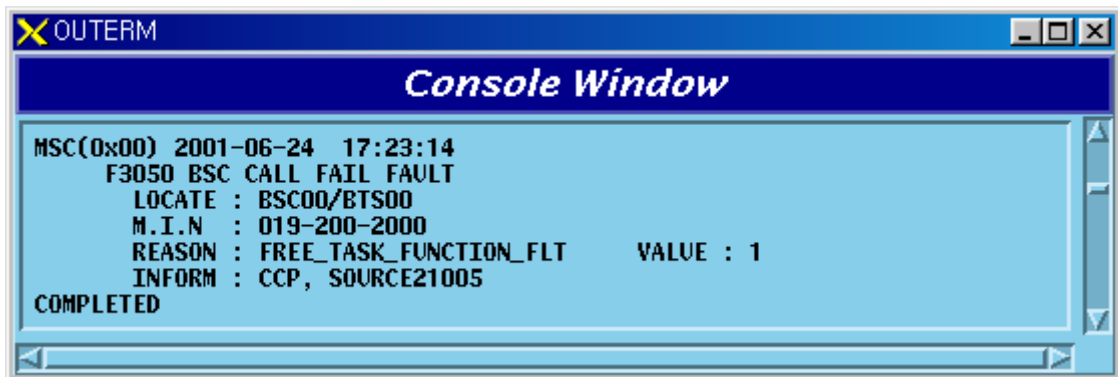 OUTERM
Console Window
MSC(0x00) 2001-06-24 17:23:14
F3050 BSC CALL FAIL FAULT
LOCATE : BSC00/BTS00
M.I.N : 019-200-2000
REASON : FREE_TASK_FUNCTION_FLT VALUE : 1
INFORM : CCP, SOURCE21005
COMPLETED